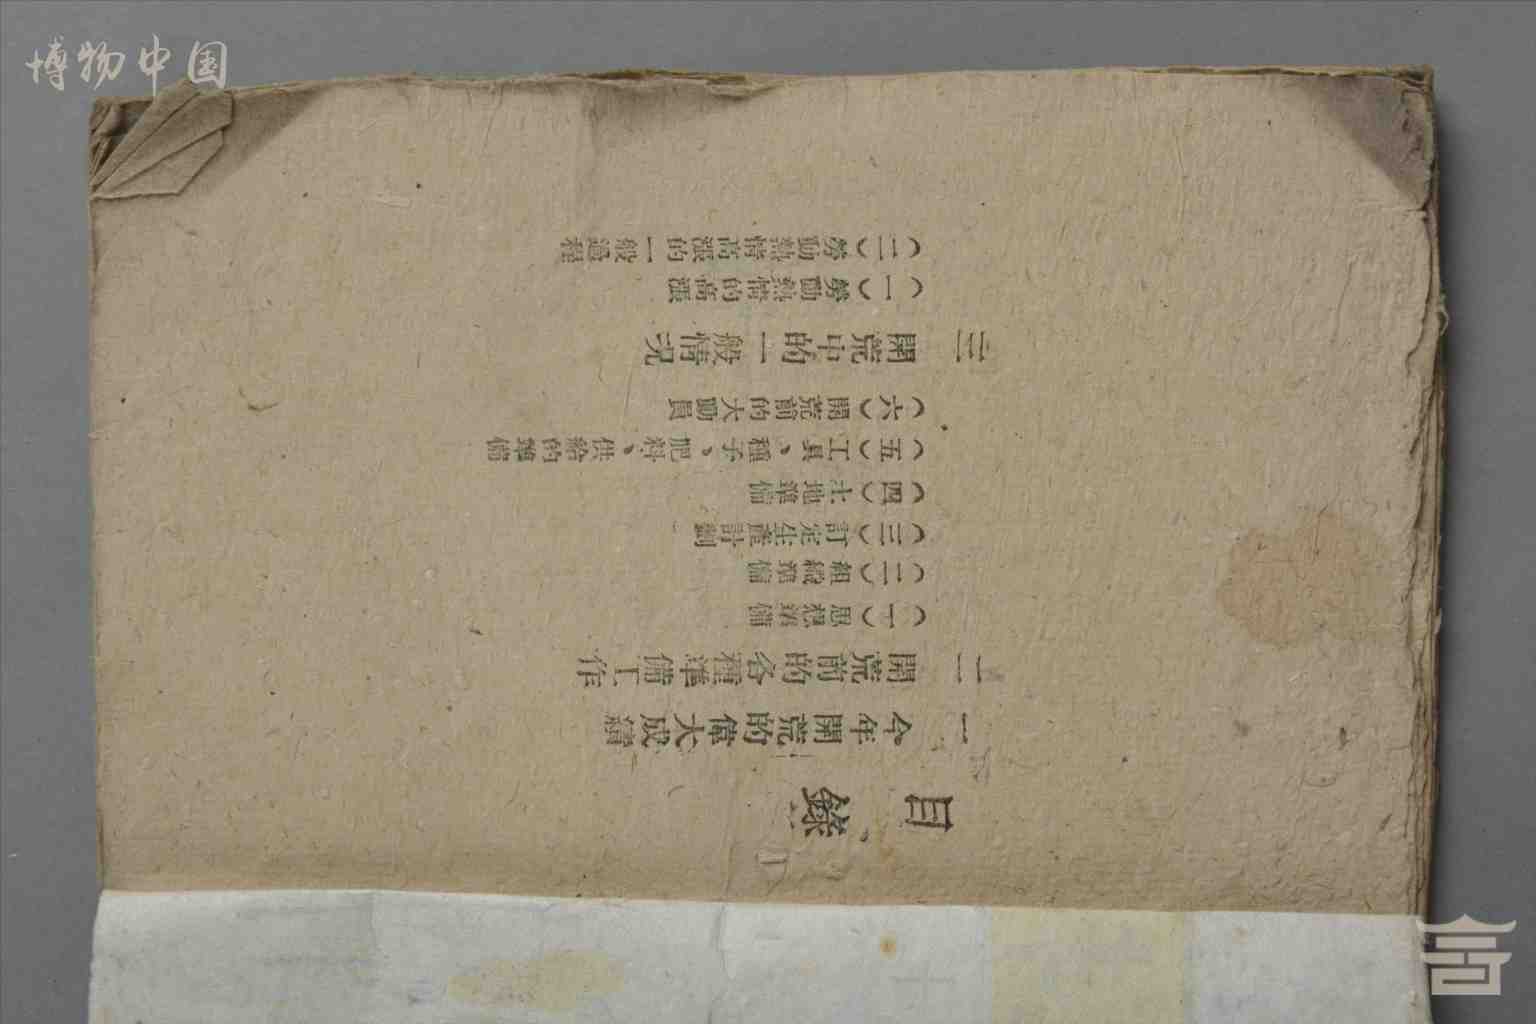 博物中国
目錄
一 今年開荒的偉大成績
二 開荒前的各種準備工作
(一)思想準備
(二)組織準備
(三)訂定生產計劃
(四)土地準備
(五)工具、種子、肥料、供給的準備
(六)開荒前的大動員
三 開荒中的一般情況
(一)勞動熱情的高漲
(二)勞動熱情高漲的一般過程